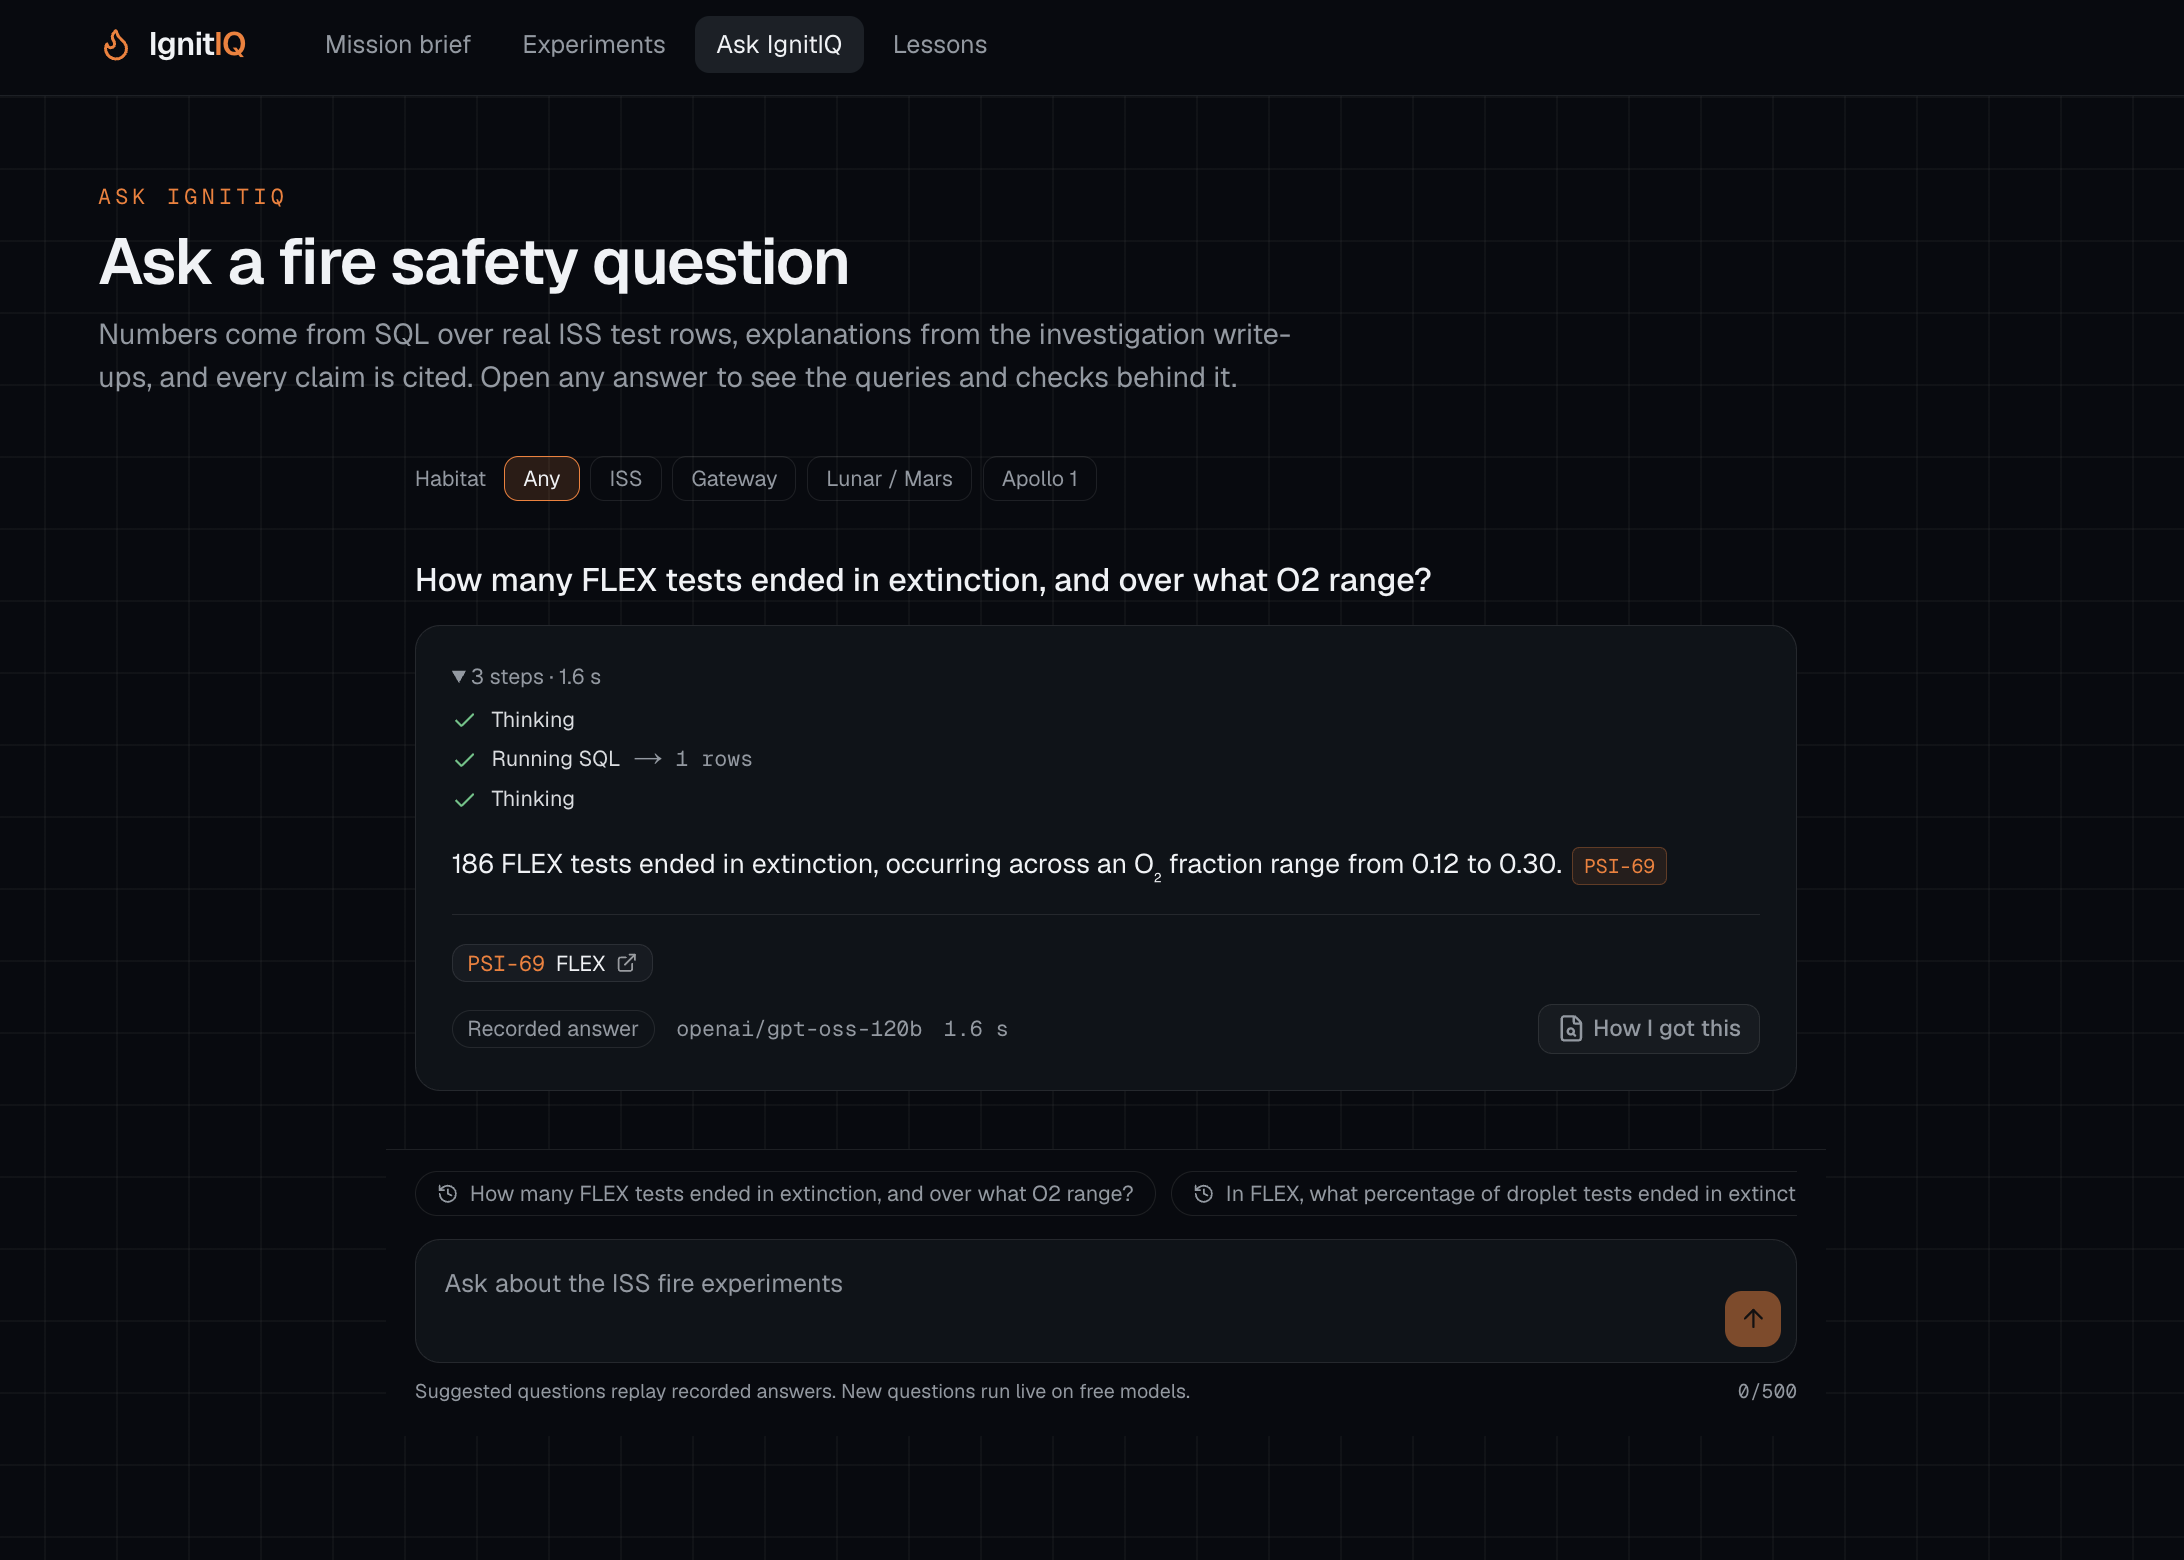 IgnitIQ
Mission brief
Experiments
Ask IgnitIQ
Lessons
ASK IGNITIQ
Ask a fire safety question
Numbers come from SQL over real ISS test rows, explanations from the investigation write-
ups, and every claim is cited. Open any answer to see the queries and checks behind it.
Habitat
Any
ISS
Gateway
Lunar / Mars
Apollo 1
How many FLEX tests ended in extinction, and over what O2 range?
▼ 3 steps · 1.6 s
Thinking
Running SQL → 1 rows
Thinking
186 FLEX tests ended in extinction, occurring across an O₂ fraction range from 0.12 to 0.30. PSI-69
PSI-69 FLEX
Recorded answer openai/gpt-oss-120b 1.6 s
How I got this
How many FLEX tests ended in extinction, and over what O2 range?
In FLEX, what percentage of droplet tests ended in extinct
Ask about the ISS fire experiments
Suggested questions replay recorded answers. New questions run live on free models.
0/500